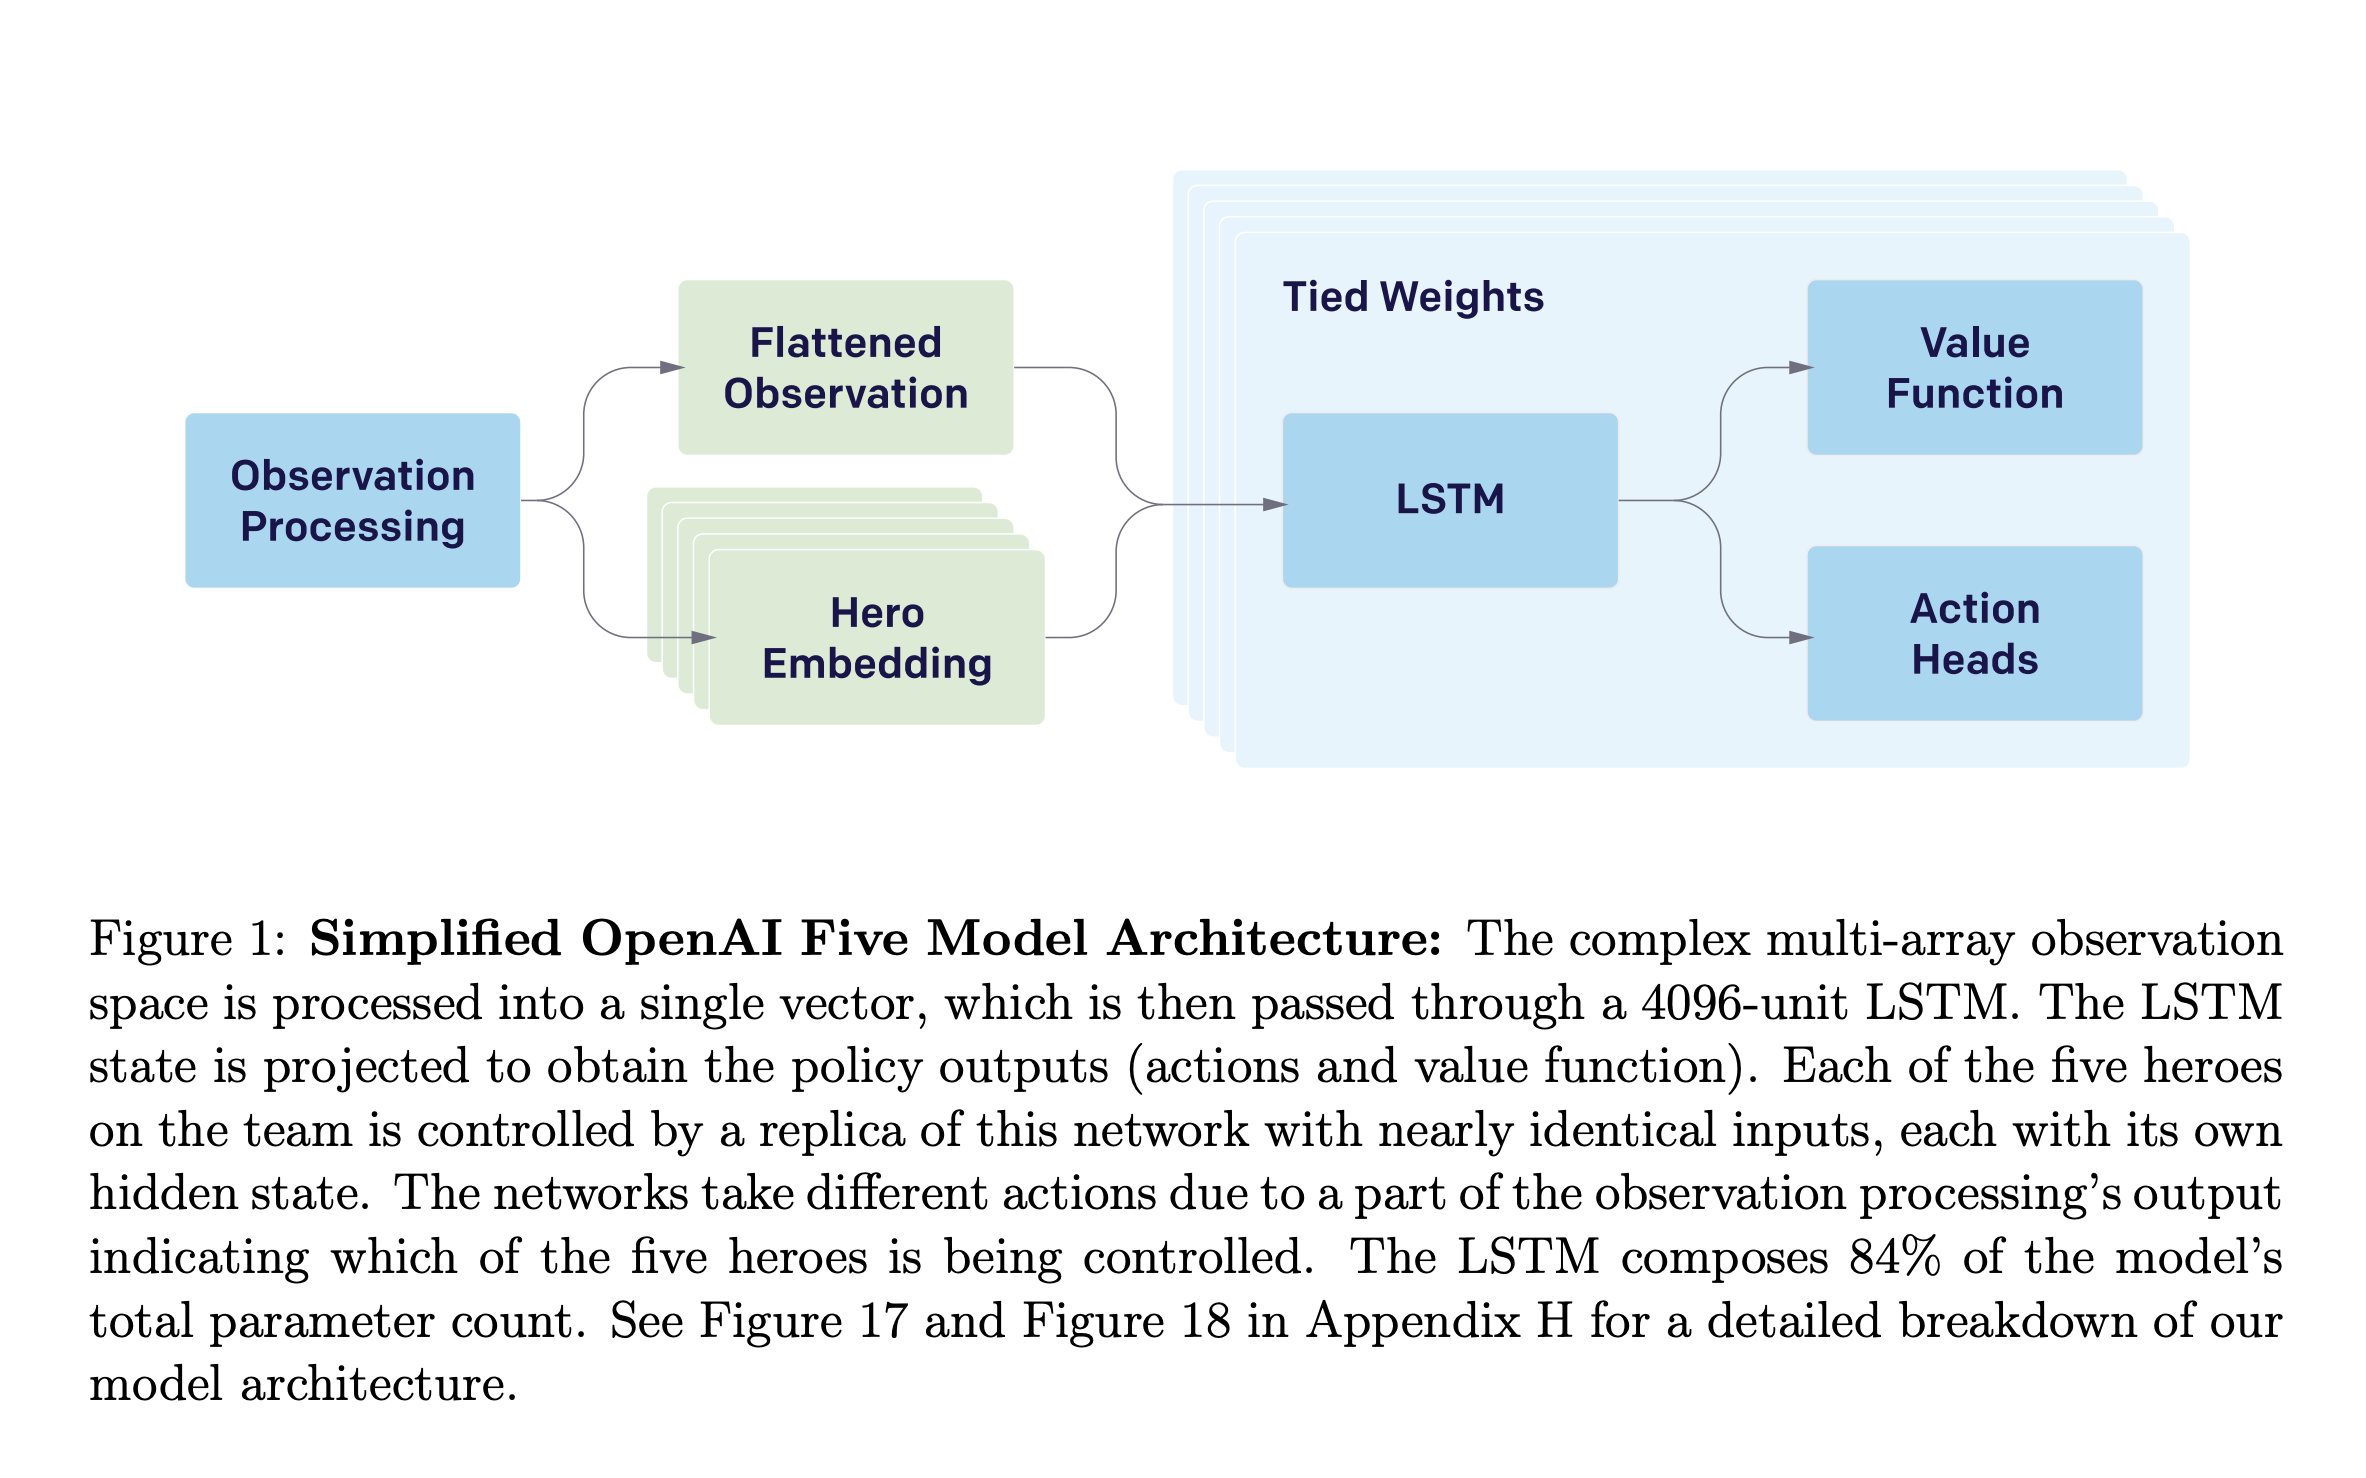 Tied Weights
Flattened
Observation
Value
Function
Observation
Processing
LSTM
Hero
Embedding
Action
Heads
Figure 1: Simplified OpenAI Five Model Architecture: The complex multi-array observation
space is processed into a single vector, which is then passed through a 4096-unit LSTM. The LSTM
state is projected to obtain the policy outputs (actions and value function). Each of the five heroes
on the team is controlled by a replica of this network with nearly identical inputs, each with its own
hidden state. The networks take different actions due to a part of the observation processing's output
indicating which of the five heroes is being controlled. The LSTM composes 84% of the model's
total parameter count. See Figure 17 and Figure 18 in Appendix H for a detailed breakdown of our
model architecture.